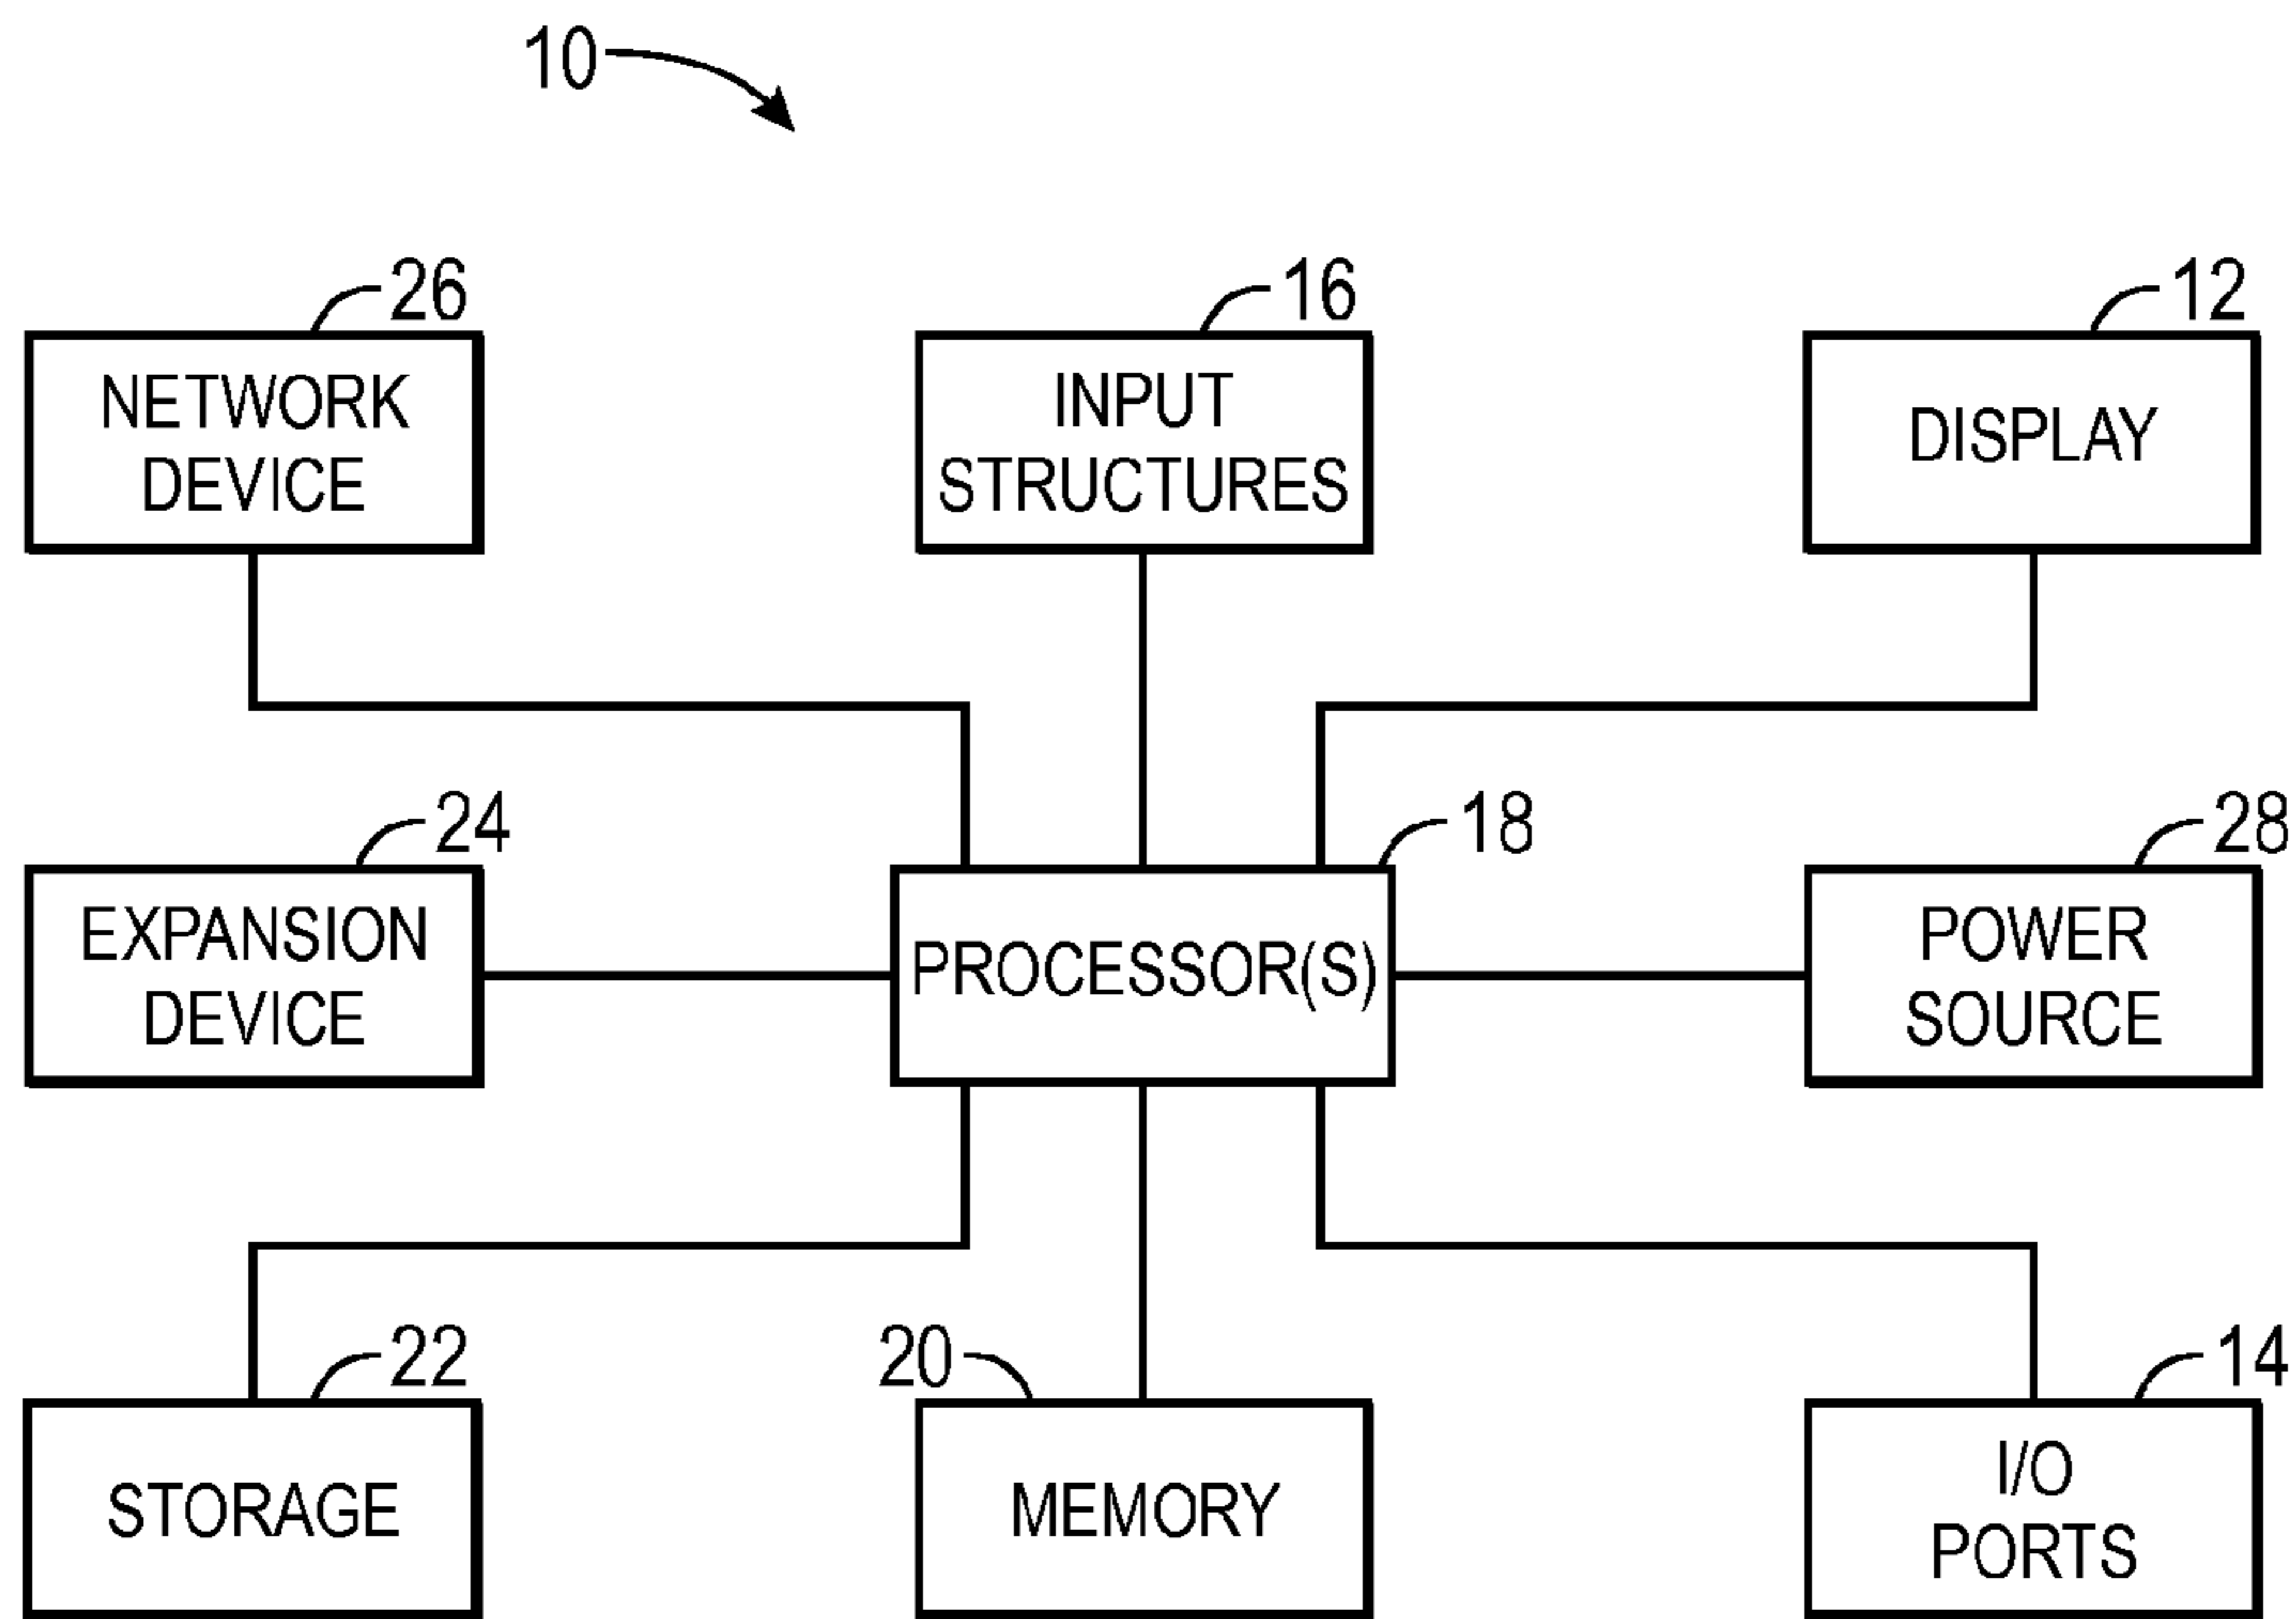 10
26
16
12
NETWORK
DEVICE
INPUT
STRUCTURES
DISPLAY
24
18
28
EXPANSION
DEVICE
PROCESSOR(S)
POWER
SOURCE
22
20
14
STORAGE
MEMORY
I/O
PORTS